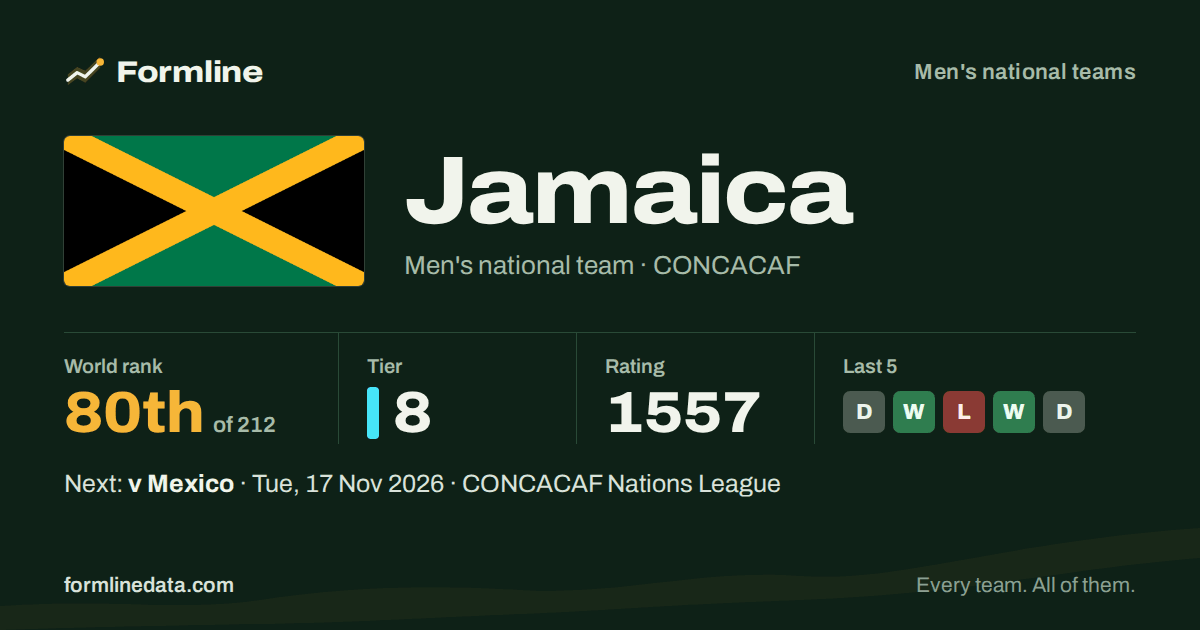 Formline
Men's national teams
Jamaica
Men's national team · CONCACAF
World rank
80th of 212
Tier
8
Rating
1557
Last 5
D W L W D
Next: v Mexico · Tue, 17 Nov 2026 · CONCACAF Nations League
formlinedata.com
Every team. All of them.